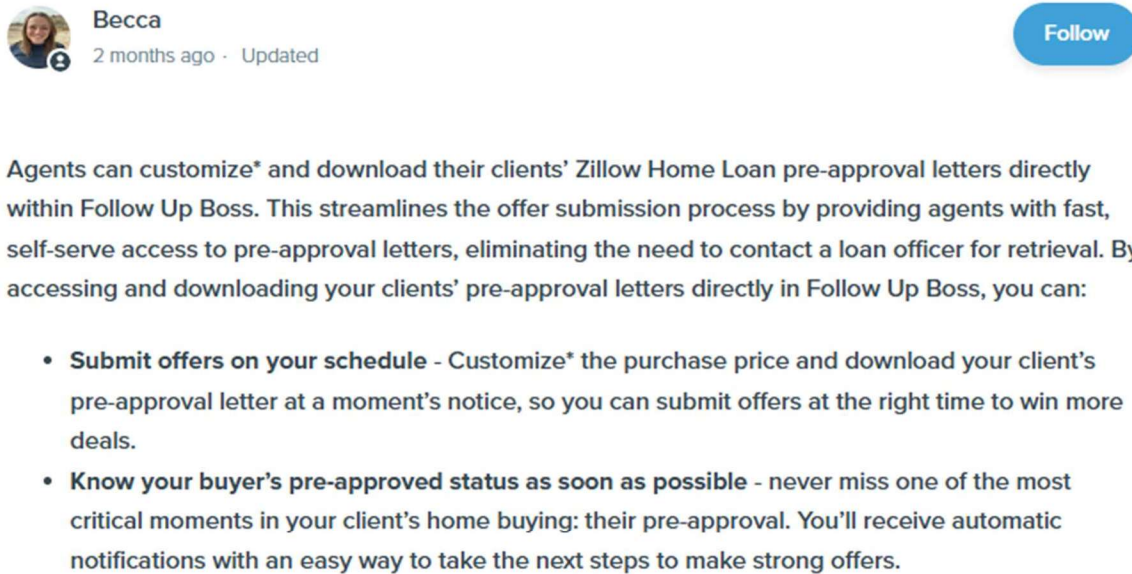 Becca
2 months ago · Updated
Follow
Agents can customize* and download their clients’ Zillow Home Loan pre-approval letters directly
within Follow Up Boss. This streamlines the offer submission process by providing agents with fast,
self-serve access to pre-approval letters, eliminating the need to contact a loan officer for retrieval. By
accessing and downloading your clients’ pre-approval letters directly in Follow Up Boss, you can:
• Submit offers on your schedule - Customize* the purchase price and download your client’s
pre-approval letter at a moment’s notice, so you can submit offers at the right time to win more
deals.
• Know your buyer’s pre-approved status as soon as possible - never miss one of the most
critical moments in your client’s home buying: their pre-approval. You’ll receive automatic
notifications with an easy way to take the next steps to make strong offers.